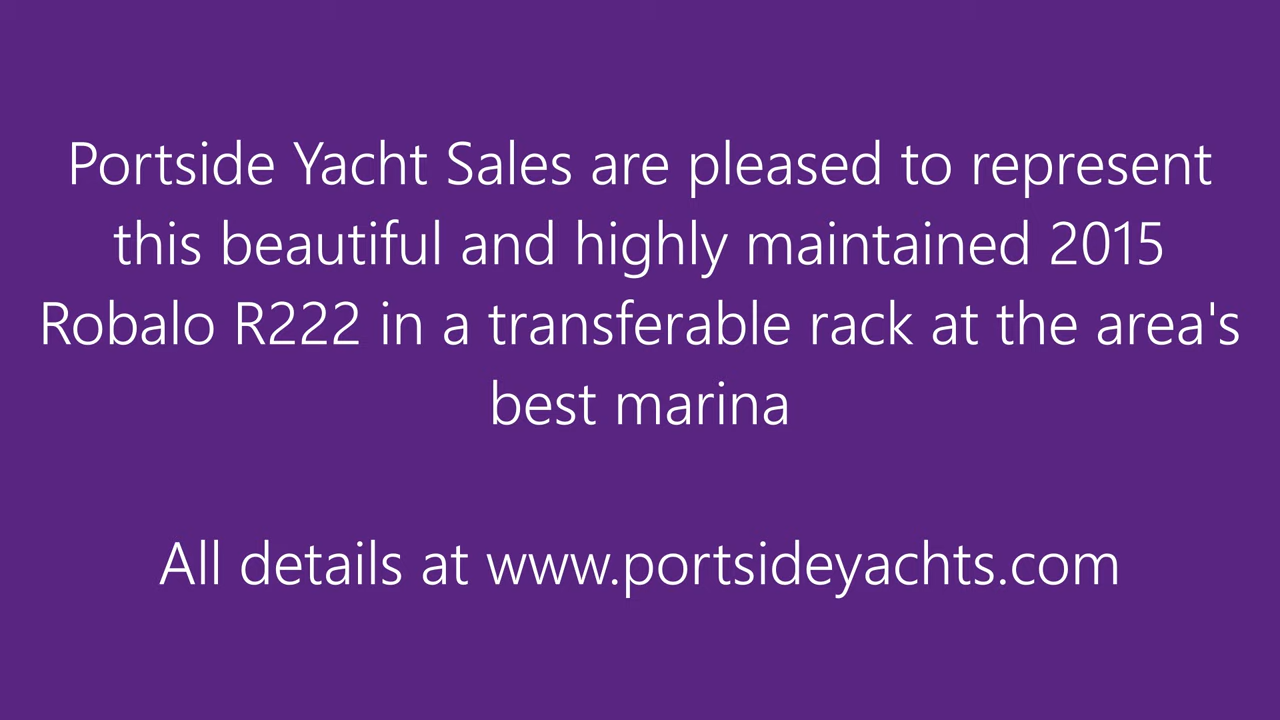 Portside Yacht Sales are pleased to represent
this beautiful and highly maintained 2015
Robalo R222 in a transferable rack at the area's
best marina
All details at www.portsideyachts.com